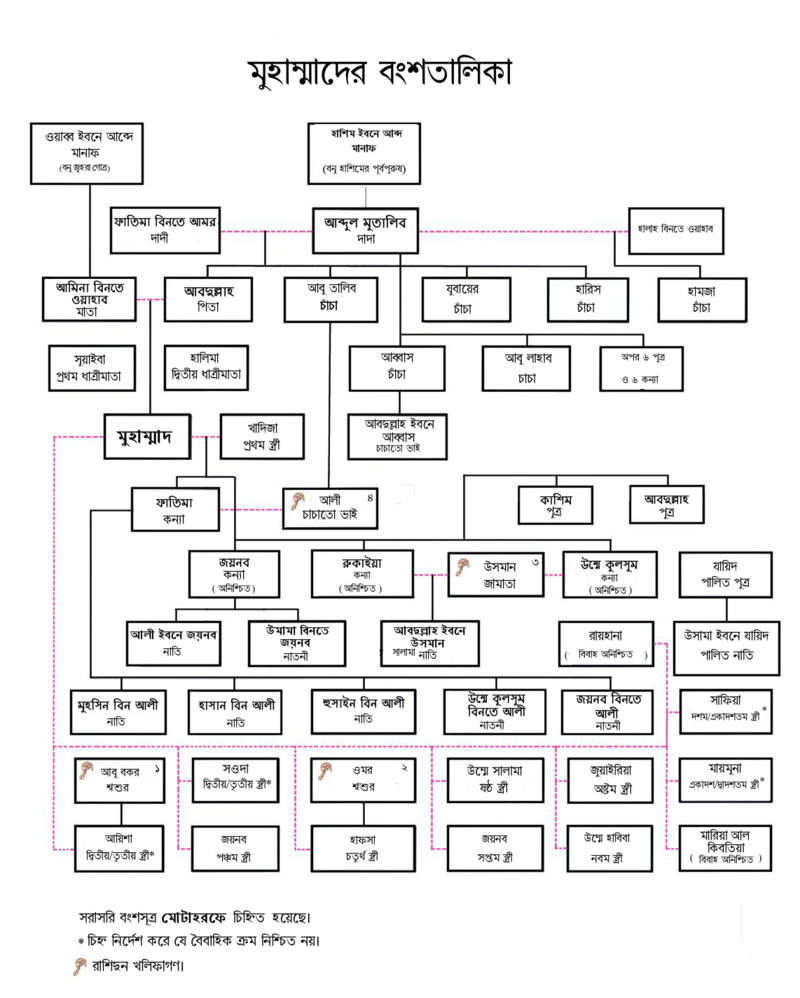 মুহাম্মাদের বংশতালিকা
ওয়াব্ব ইবনে আব্দে
মানাফ
(বনু জুহরা গোত্র)
হাশিম ইবনে আব্দ
মানাফ
(বনু হাশিমের পূর্বপুরুষ)
ফাতিমা বিনতে আমর
দাদী
আব্দুল মুতালিব
দাদা
হালাহ বিনতে ওয়াহাব
আমিনা বিনতে
ওয়াহাব
মাতা
আবদুল্লাহ
পিতা
আবু তালিব
চাঁচা
যুবায়ের
চাঁচা
হারিস
চাঁচা
হামজা
চাঁচা
সূয়াইবা
প্রথম ধাত্রীমাতা
হালিমা
দ্বিতীয় ধাত্রীমাতা
আব্বাস
চাঁচা
আবু লাহাব
চাচা
অপর ৬ পুত্র
ও ৬ কন্যা
মুহাম্মাদ
খাদিজা
প্রথম স্ত্রী
আবদুল্লাহ ইবনে
আব্বাস
চাচাতো ভাই
ফাতিমা
কন্যা
আলী ৪
চাচাতো ভাই
কাশিম
পুত্র
আবদুল্লাহ
পুত্র
জয়নব
কন্যা
(অনিশ্চিত)
রুকাইয়া
কন্যা
(অনিশ্চিত)
উসমান ৩
জামাতা
উম্মে কুলসূম
কন্যা
(অনিশ্চিত)
যায়িদ
পালিত পুত্র
আলী ইবনে জয়নব
নাতি
উমামা বিনতে
জয়নব
নাতনী
আবদুল্লাহ ইবনে
উসমান
সালামা নাতি
রায়হানা
( বিবাহ অনিশ্চিত )
উসামা ইবনে যায়িদ
পালিত নাতি
মুহসিন বিন আলী
নাতি
হাসান বিন আলী
নাতি
হুসাইন বিন আলী
নাতি
উম্মে কুলসূম
বিনতে আলী
নাতনী
জয়নব বিনতে
আলী
নাতনী
সাফিয়া
দশম/একাদশতম স্ত্রী*
আবু বকর ১
শ্বশুর
সওদা
দ্বিতীয়/তৃতীয় স্ত্রী*
ওমর ২
শ্বশুর
উম্মে সালামা
ষষ্ঠ স্ত্রী
জুয়াইরিয়া
অষ্টম স্ত্রী
মায়মুনা
একাদশ/দ্বাদশতম স্ত্রী*
আয়িশা
দ্বিতীয়/তৃতীয় স্ত্রী*
জয়নব
পঞ্চম স্ত্রী
হাফসা
চতুর্থ স্ত্রী
জয়নব
সপ্তম স্ত্রী
উম্মে হাবিবা
নবম স্ত্রী
মারিয়া আল
কিবতিয়া
( বিবাহ অনিশ্চিত )
সরাসরি বংশসূত্র মোটাহরফে চিহ্নিত হয়েছে।
* চিহ্ন নির্দেশ করে যে বৈবাহিক ক্রম নিশ্চিত নয়।
রাশিদুন খলিফাগণ।